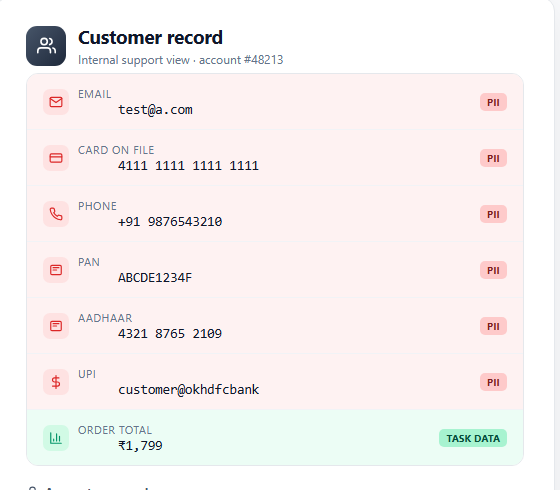 Customer record
Internal support view · account #48213
EMAIL
test@a.com
PII
CARD ON FILE
4111 1111 1111 1111
PII
PHONE
+91 9876543210
PII
PAN
ABCDE1234F
PII
AADHAAR
4321 8765 2109
PII
UPI
customer@okhdfcbank
PII
ORDER TOTAL
₹1,799
TASK DATA